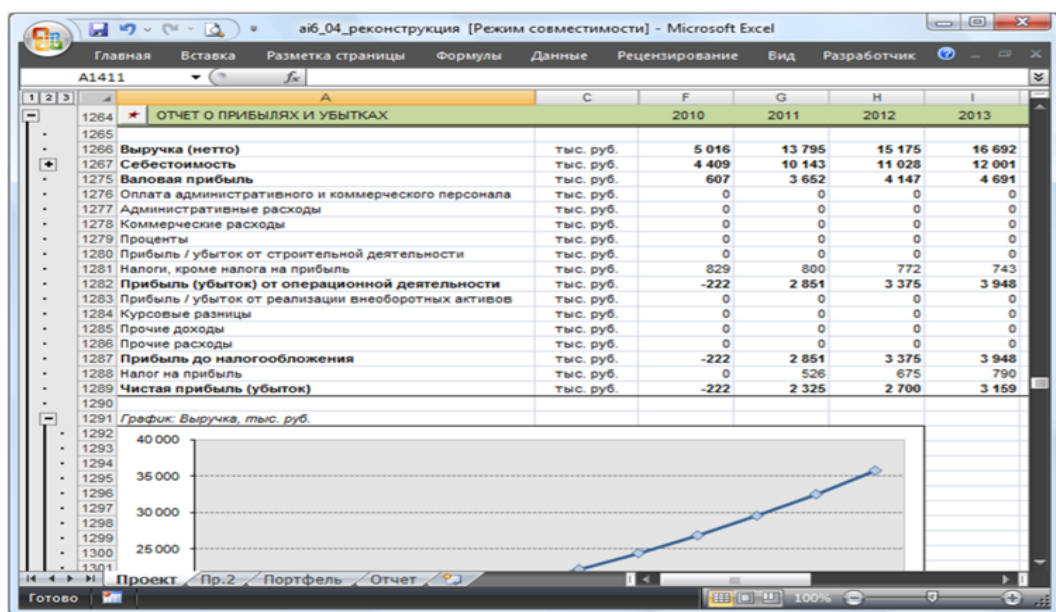 ai6_04_реконструкция [Режим совместимости] - Microsoft Excel
Главная Вставка Разметка страницы Формулы Данные Рецензирование Вид Разработчик
A1411 fx
1 2 3 A C F G H I
1264 ОТЧЕТ О ПРИБЫЛЯХ И УБЫТКАХ 2010 2011 2012 2013
1265
1266 Выручка (нетто) тыс. руб. 5 016 13 795 15 175 16 692
1267 Себестоимость тыс. руб. 4 409 10 143 11 028 12 001
1275 Валовая прибыль тыс. руб. 607 3 652 4 147 4 691
1276 Оплата административного и коммерческого персонала тыс. руб. 0 0 0 0
1277 Административные расходы тыс. руб. 0 0 0 0
1278 Коммерческие расходы тыс. руб. 0 0 0 0
1279 Проценты тыс. руб. 0 0 0 0
1280 Прибыль / убыток от строительной деятельности тыс. руб. 0 0 0 0
1281 Налоги, кроме налога на прибыль тыс. руб. 829 800 772 743
1282 Прибыль (убыток) от операционной деятельности тыс. руб. -222 2 851 3 375 3 948
1283 Прибыль / убыток от реализации внеоборотных активов тыс. руб. 0 0 0 0
1284 Курсовые разницы тыс. руб. 0 0 0 0
1285 Прочие доходы тыс. руб. 0 0 0 0
1286 Прочие расходы тыс. руб. 0 0 0 0
1287 Прибыль до налогообложения тыс. руб. -222 2 851 3 375 3 948
1288 Налог на прибыль тыс. руб. 0 526 675 790
1289 Чистая прибыль (убыток) тыс. руб. -222 2 325 2 700 3 159
1290
1291 График: Выручка, тыс. руб.
1292
40 000
1293
1294
1295 35 000
1296
1297
1298 30 000
1299
1300 25 000
1301
Проект Пр.2 Портфель Отчет
Готово 100%